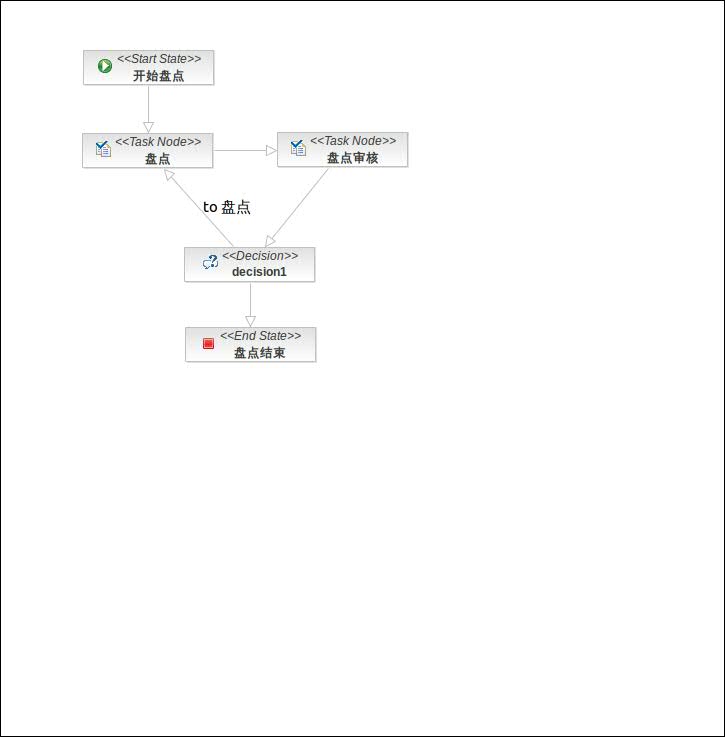 <<Start State>>
开始盘点
<<Task Node>>
盘点
<<Task Node>>
盘点审核
to 盘点
<<Decision>>
decision1
<<End State>>
盘点结束